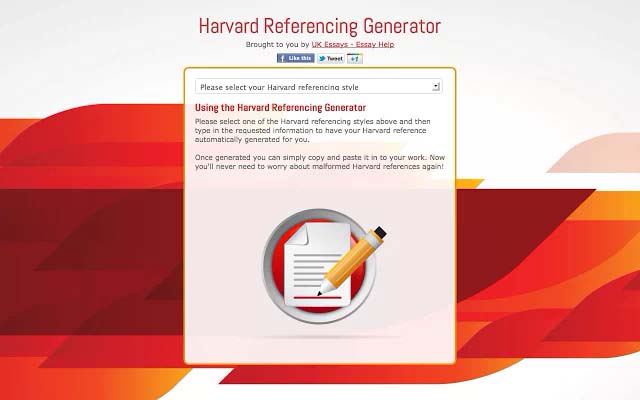 Harvard Referencing Generator
Brought to you by UK Essays - Essay Help
Like this Tweet +1
Please select your Harvard referencing style
Using the Harvard Referencing Generator
Please select one of the Harvard referencing styles above and then
type in the requested information to have your Harvard reference
automatically generated for you.
Once generated you can simply copy and paste it in to your work. Now
you'll never need to worry about malformed Harvard references again!